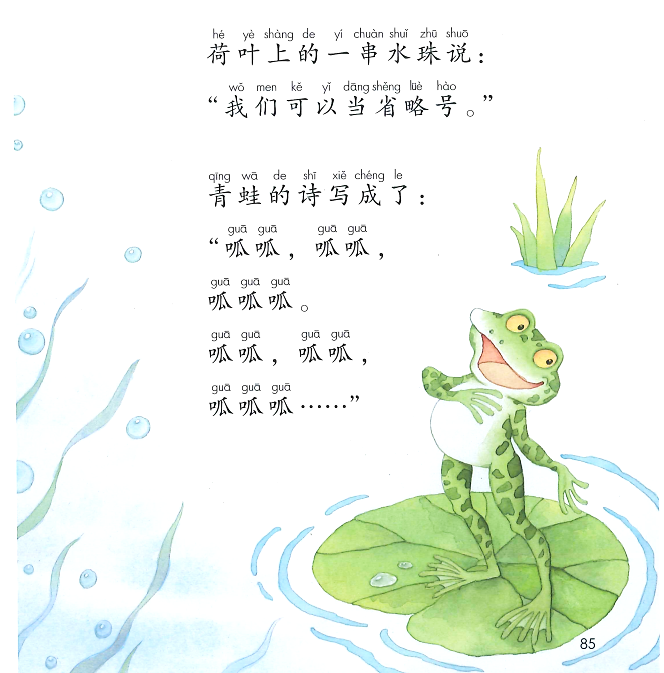 hé yé shàng de yì chuàn shuǐ zhū shuō
荷叶上的一串水珠说：
wǒ men kě yǐ dāng shěng lüè hào
“我们可以当省略号。”
qīng wā de shī xiě chéng le
青蛙的诗写成了：
guā guā guā guā
“呱呱，呱呱，
guā guā guā
呱呱呱。
guā guā guā guā
呱呱，呱呱，
guā guā guā
呱呱呱……”
85